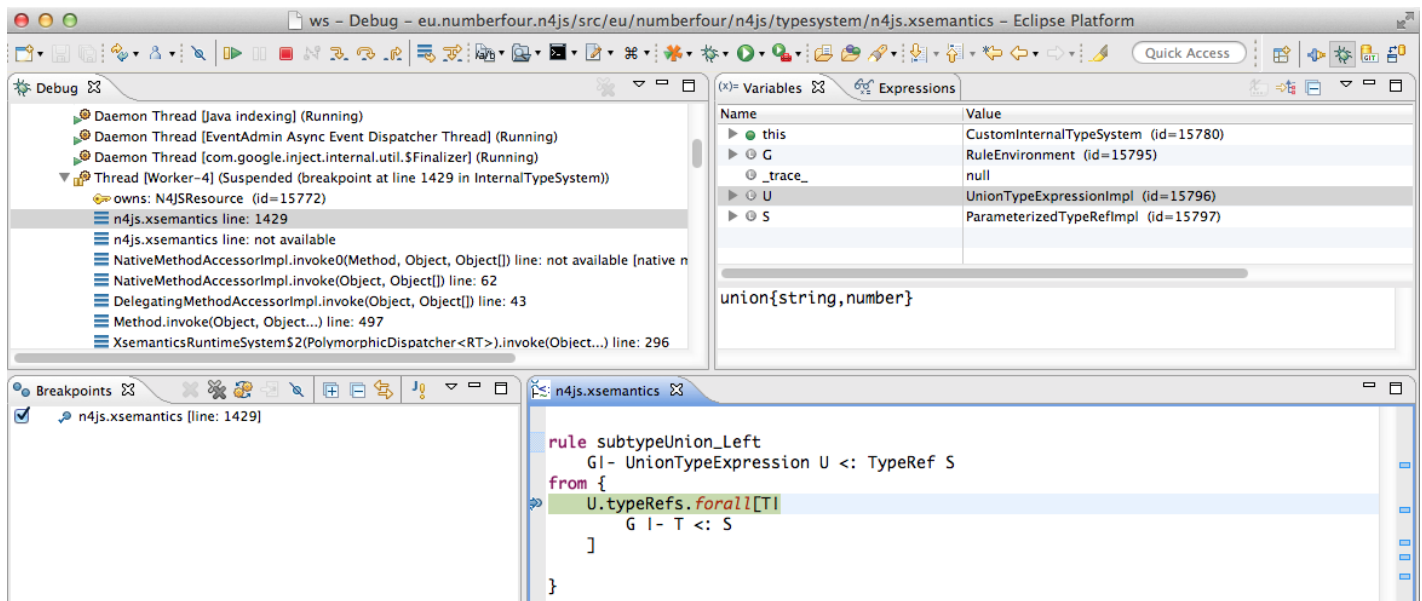 ws – Debug – eu.numberfour.n4js/src/eu/numberfour/n4js/typesystem/n4js.xsemantics – Eclipse Platform
Quick Access
Debug
Daemon Thread [Java indexing] (Running)
Daemon Thread [EventAdmin Async Event Dispatcher Thread] (Running)
Daemon Thread [com.google.inject.internal.util.$Finalizer] (Running)
Thread [Worker-4] (Suspended (breakpoint at line 1429 in InternalTypeSystem))
owns: N4JSResource (id=15772)
n4js.xsemantics line: 1429
n4js.xsemantics line: not available
NativeMethodAccessorImpl.invoke0(Method, Object, Object[]) line: not available [native m
NativeMethodAccessorImpl.invoke(Object, Object[]) line: 62
DelegatingMethodAccessorImpl.invoke(Object, Object[]) line: 43
Method.invoke(Object, Object...) line: 497
XsemanticsRuntimeSystem$2(PolymorphicDispatcher<RT>).invoke(Object...) line: 296
(x)= Variables Expressions
Name Value
this CustomInternalTypeSystem (id=15780)
G RuleEnvironment (id=15795)
_trace_ null
U UnionTypeExpressionImpl (id=15796)
S ParameterizedTypeRefImpl (id=15797)
union{string,number}
Breakpoints
n4js.xsemantics [line: 1429]
n4js.xsemantics
rule subtypeUnion_Left
G|- UnionTypeExpression U <: TypeRef S
from {
U.typeRefs.forall[T|
G |- T <: S
]
}